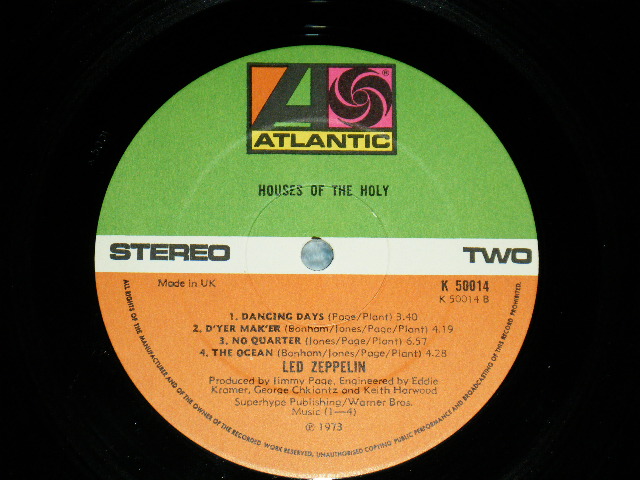 ATLANTIC
®
HOUSES OF THE HOLY
STEREO TWO
Made in UK
K 50014
K 50014 B
1. DANCING DAYS (Page/Plant) 3.40
2. D'YER MAK'ER (Bonham/Jones/Page/Plant) 4.19
3. NO QUARTER (Jones/Page/Plant) 6.57
4. THE OCEAN (Bonham/Jones/Page/Plant) 4.28
LED ZEPPELIN
Produced by Jimmy Page, Engineered by Eddie
Kramer, George Chkiantz and Keith Harwood
Superhype Publishing/Warner Bros.
Music (1—4)
℗ 1973
ALL RIGHTS OF THE MANUFACTURER AND OF THE OWNER OF THE RECORDED WORK RESERVED. UNAUTHORISED COPYING PUBLIC PERFORMANCE AND BROADCASTING OF THIS RECORD PROHIBITED.